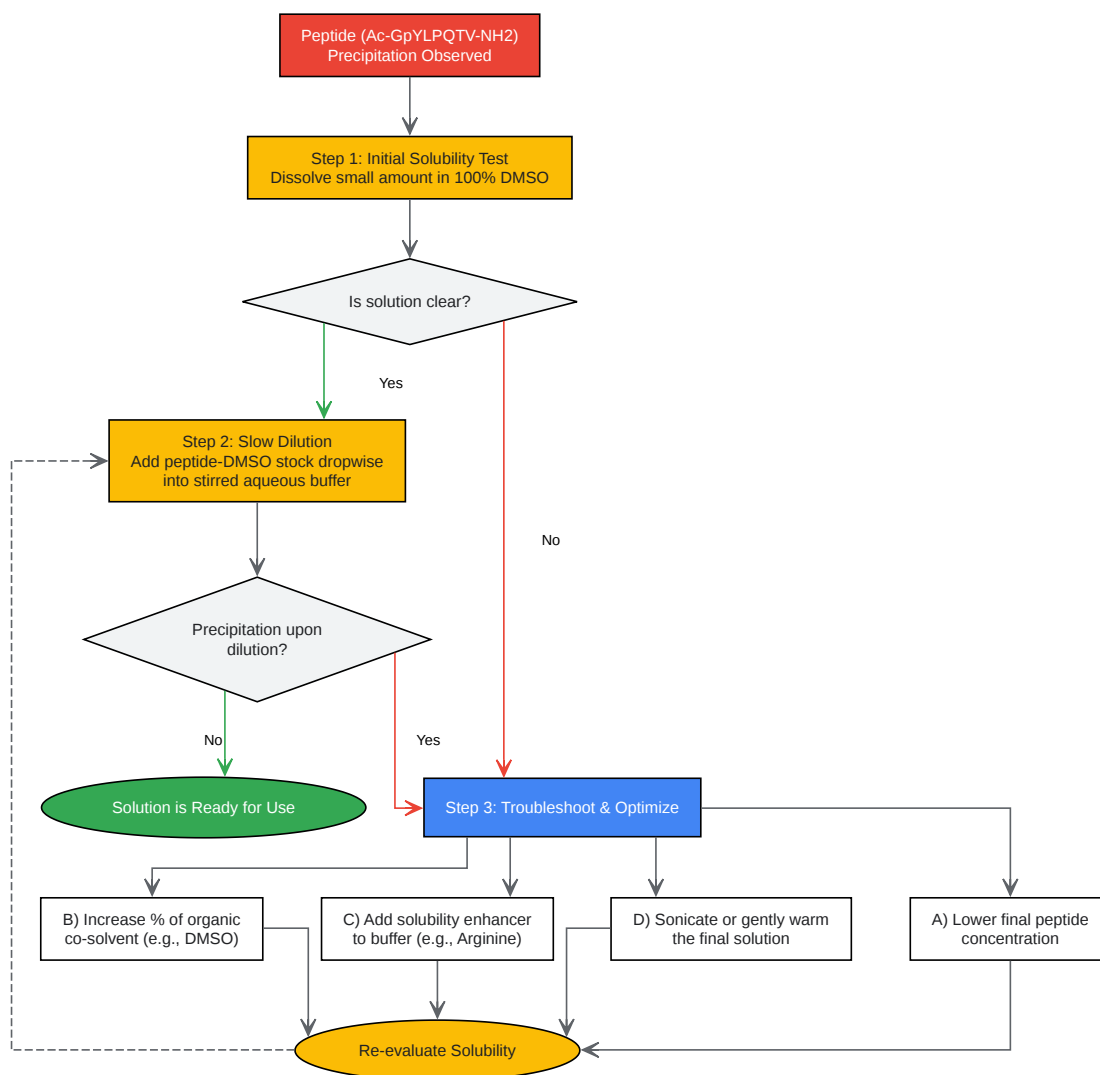 Peptide (Ac-GpYLPQTV-NH2)
Precipitation Observed
Step 1: Initial Solubility Test
Dissolve small amount in 100% DMSO
Is solution clear?
Yes
Step 2: Slow Dilution
Add peptide-DMSO stock dropwise
into stirred aqueous buffer
No
Precipitation upon
dilution?
No
Yes
Solution is Ready for Use
Step 3: Troubleshoot & Optimize
B) Increase % of organic
co-solvent (e.g., DMSO)
C) Add solubility enhancer
to buffer (e.g., Arginine)
D) Sonicate or gently warm
the final solution
A) Lower final peptide
concentration
Re-evaluate Solubility